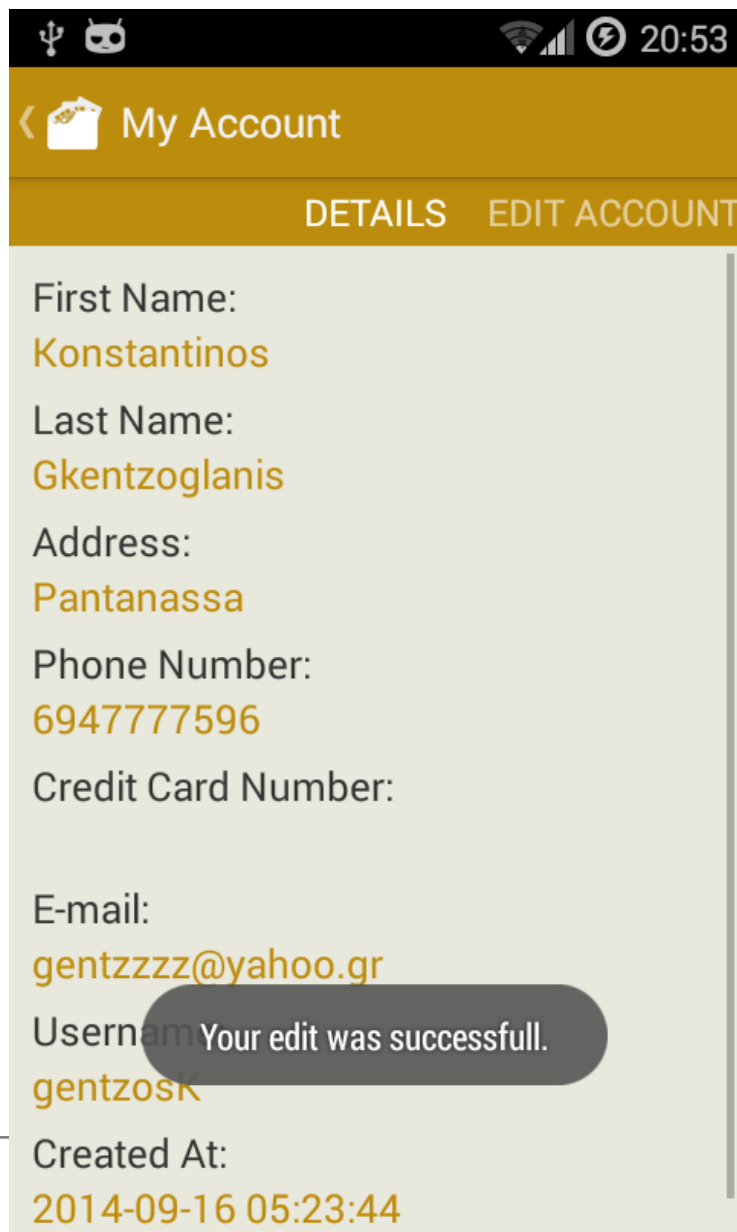 20:53
My Account
DETAILS EDIT ACCOUNT
First Name:
Konstantinos
Last Name:
Gkentzoglanis
Address:
Pantanassa
Phone Number:
6947777596
Credit Card Number:
E-mail:
gentzzzz@yahoo.gr
Username
Your edit was successfull.
gentzosK
Created At:
2014-09-16 05:23:44